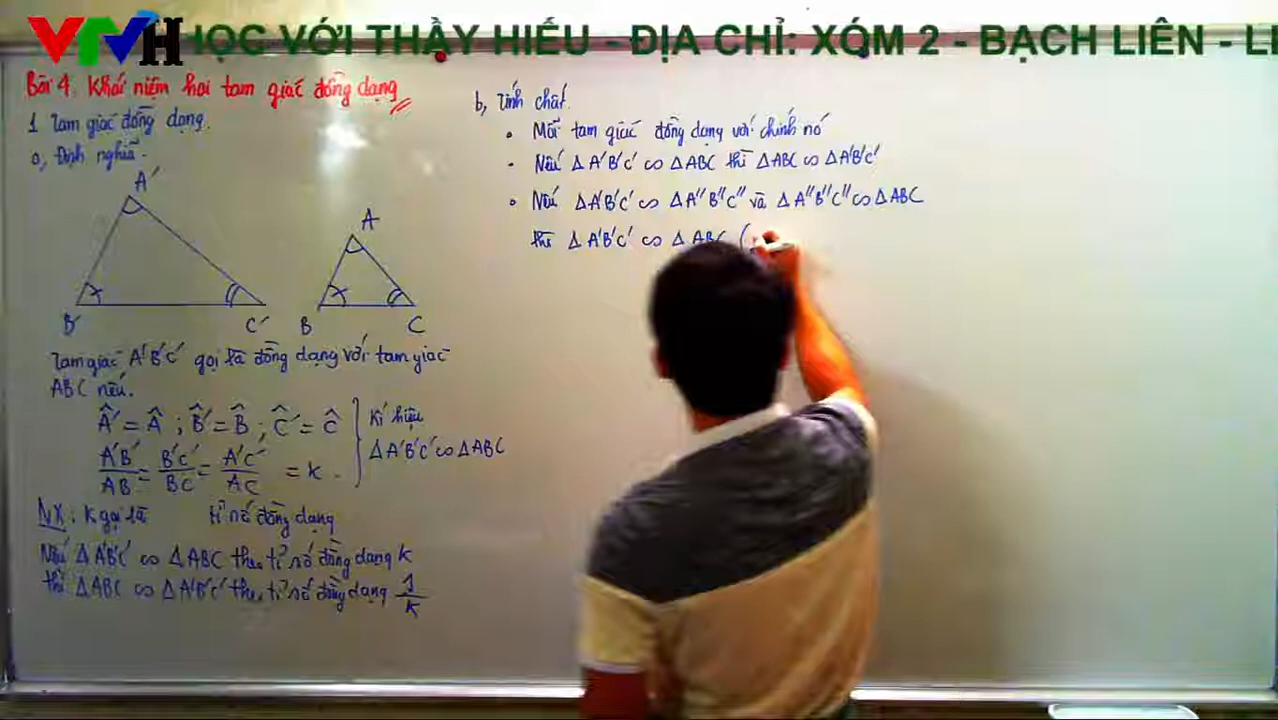 VTVH
HỌC VỚI THẦY HIẾU - ĐỊA CHỈ: XÓM 2 - BẠCH LIÊN - LI
Bài 4. Khái niệm hai tam giác đồng dạng
1 Tam giác đồng dạng.
a, Định nghĩa.
A'
B'
C'
A
B
C
Tam giác A'B'C' gọi là đồng dạng với tam giác
ABC nếu.
Â' = Â ; B̂' = B̂ ; Ĉ' = Ĉ
A'B'/AB = B'C'/BC = A'C'/AC = k.
Kí hiệu
ΔA'B'C' ∽ ΔABC
NX: k gọi là tỉ số đồng dạng
Nếu ΔA'B'C' ∽ ΔABC theo tỉ số đồng dạng k
thì ΔABC ∽ ΔA'B'C' theo tỉ số đồng dạng 1/k
b, Tính chất.
• Mỗi tam giác đồng dạng với chính nó
• Nếu ΔA'B'C' ∽ ΔABC thì ΔABC ∽ ΔA'B'C'
• Nếu ΔA'B'C' ∽ ΔA''B''C'' và ΔA''B''C'' ∽ ΔABC
thì ΔA'B'C' ∽ ΔABC (